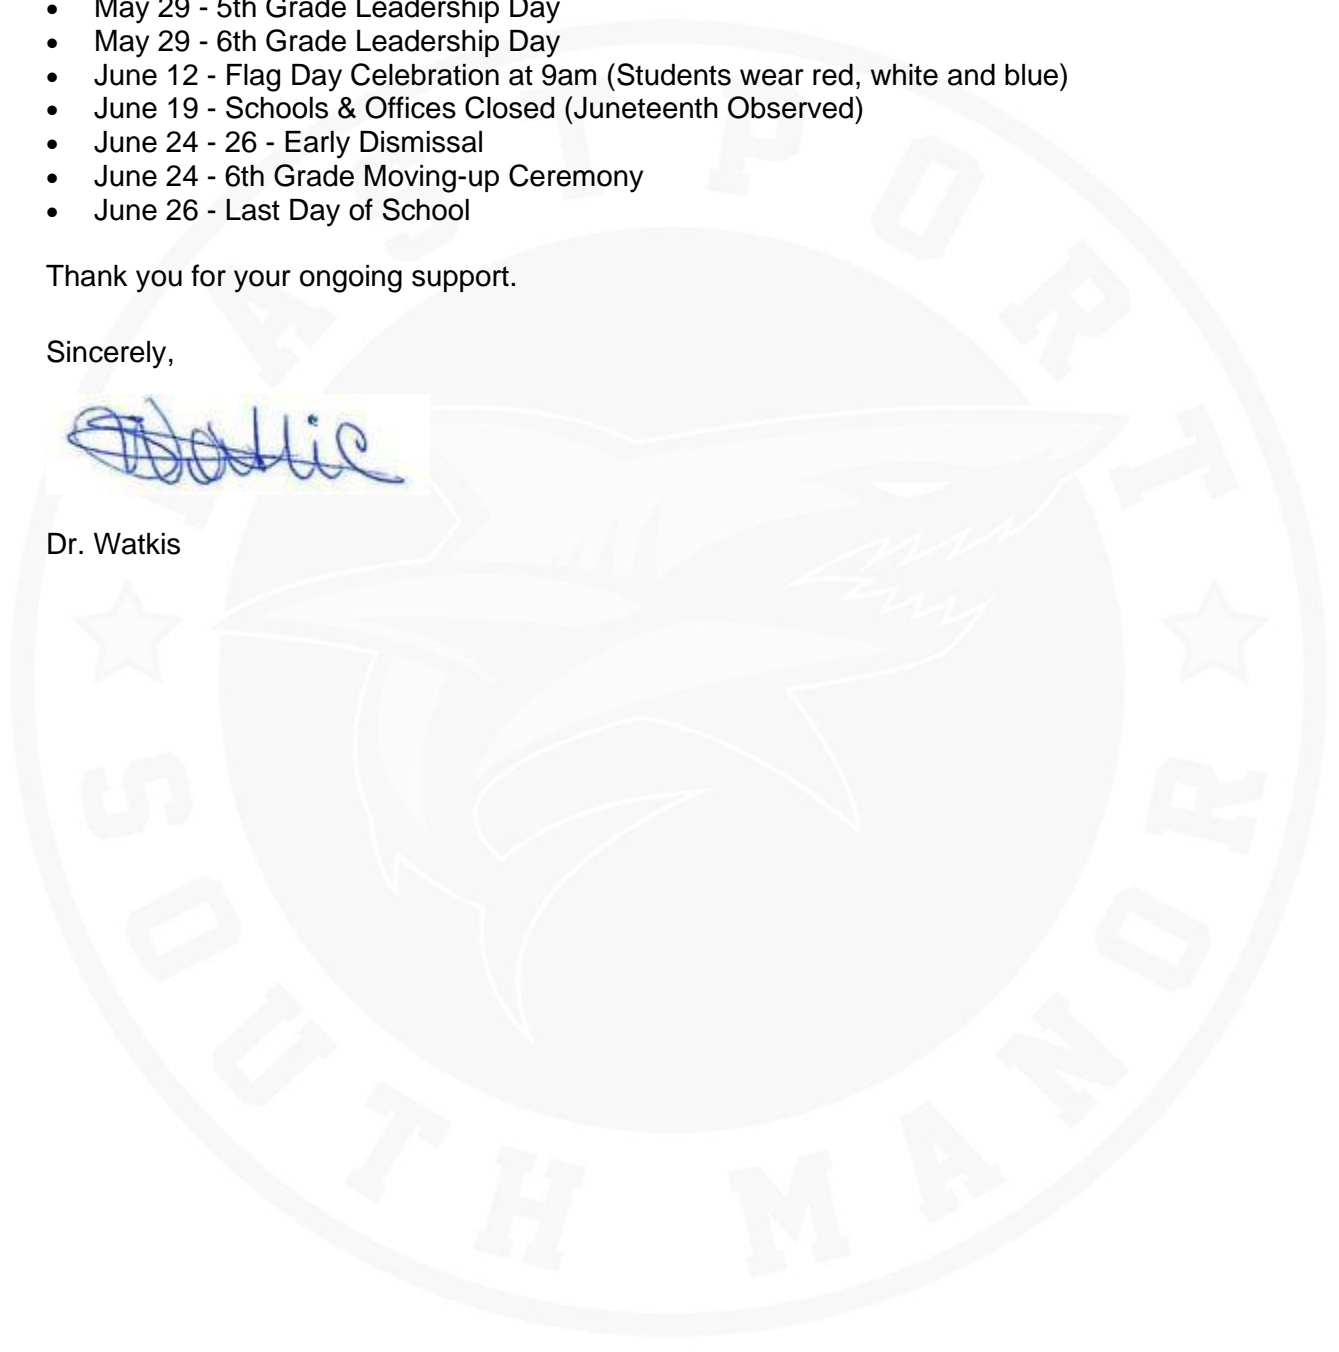 • May 29 - 5th Grade Leadership Day
• May 29 - 6th Grade Leadership Day
• June 12 - Flag Day Celebration at 9am (Students wear red, white and blue)
• June 19 - Schools & Offices Closed (Juneteenth Observed)
• June 24 - 26 - Early Dismissal
• June 24 - 6th Grade Moving-up Ceremony
• June 26 - Last Day of School
Thank you for your ongoing support.
Sincerely,
Dr. Watkis
EASTPORT
SOUTH MANOR